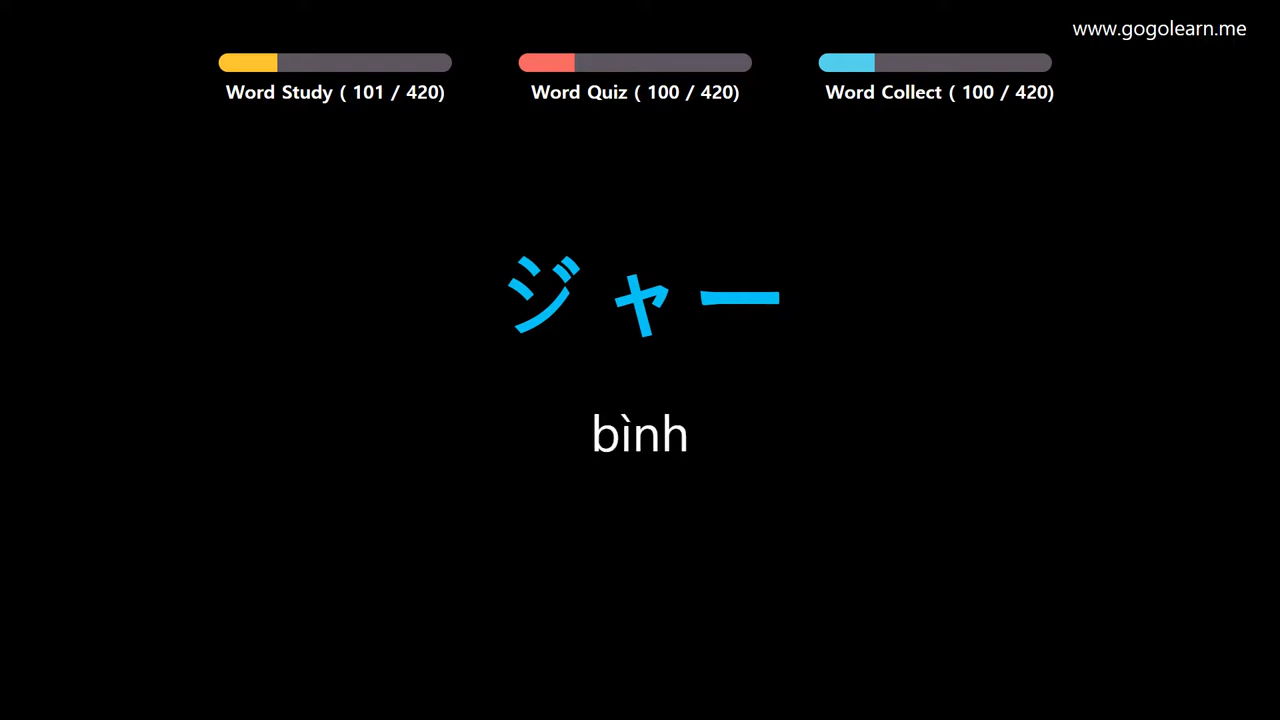 www.gogolearn.me
Word Study ( 101 / 420)
Word Quiz ( 100 / 420)
Word Collect ( 100 / 420)
ジャー
bình